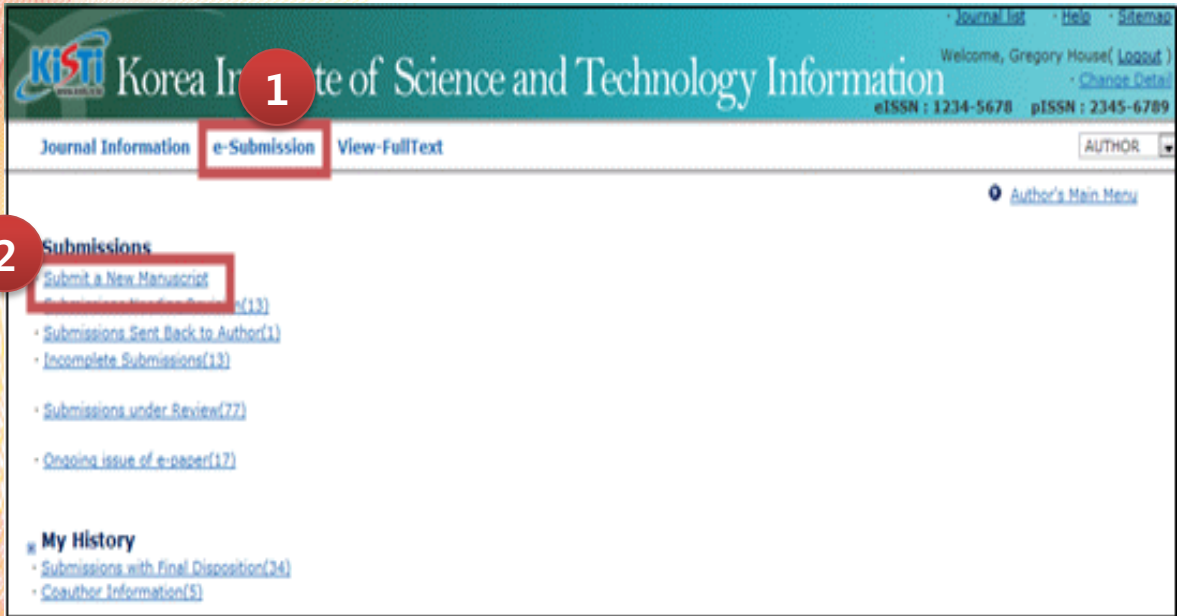 · Journal list · Help · Sitemap
KiSTi Korea In te of Science and Technology Information
Welcome, Gregory House( Logout )
· Change Detail
eISSN : 1234-5678 pISSN : 2345-6789
1
Journal Information e-Submission View-FullText AUTHOR
Author's Main Menu
2
Submissions
· Submit a New Manuscript
(13)
· Submissions Sent Back to Author(1)
· Incomplete Submissions(13)
· Submissions under Review(77)
· Ongoing issue of e-paper(17)
My History
· Submissions with Final Disposition(34)
· Coauthor Information(5)